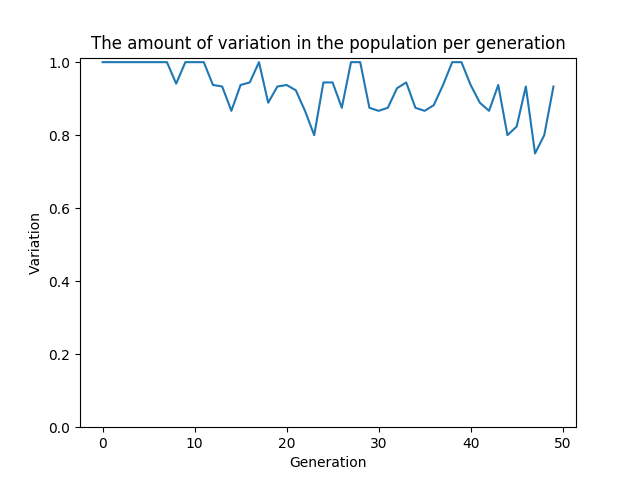 The amount of variation in the population per generation
1.0
0.8
0.6
0.4
0.2
0.0
Variation
0 10 20 30 40 50
Generation